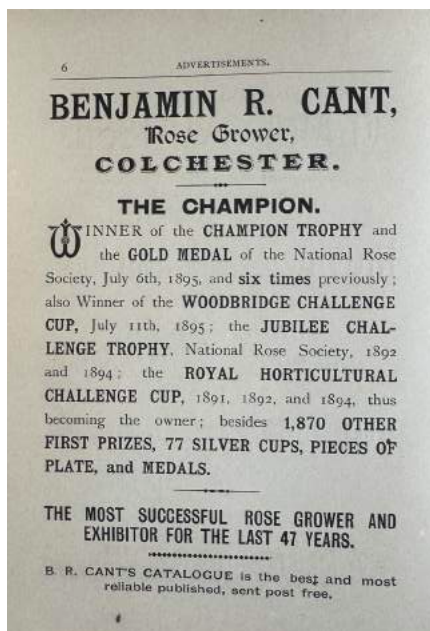 6
ADVERTISEMENTS.
BENJAMIN R. CANT,
Rose Grower,
COLCHESTER.
THE CHAMPION.
WINNER of the CHAMPION TROPHY and
the GOLD MEDAL of the National Rose
Society, July 6th, 1895, and six times previously;
also Winner of the WOODBRIDGE CHALLENGE
CUP, July 11th, 1895; the JUBILEE CHAL-
LENGE TROPHY, National Rose Society, 1892
and 1894; the ROYAL HORTICULTURAL
CHALLENGE CUP, 1891, 1892, and 1894, thus
becoming the owner; besides 1,870 OTHER
FIRST PRIZES, 77 SILVER CUPS, PIECES OF
PLATE, and MEDALS.
THE MOST SUCCESSFUL ROSE GROWER AND
EXHIBITOR FOR THE LAST 47 YEARS.
B. R. CANT'S CATALOGUE is the best and most
reliable published, sent post free.